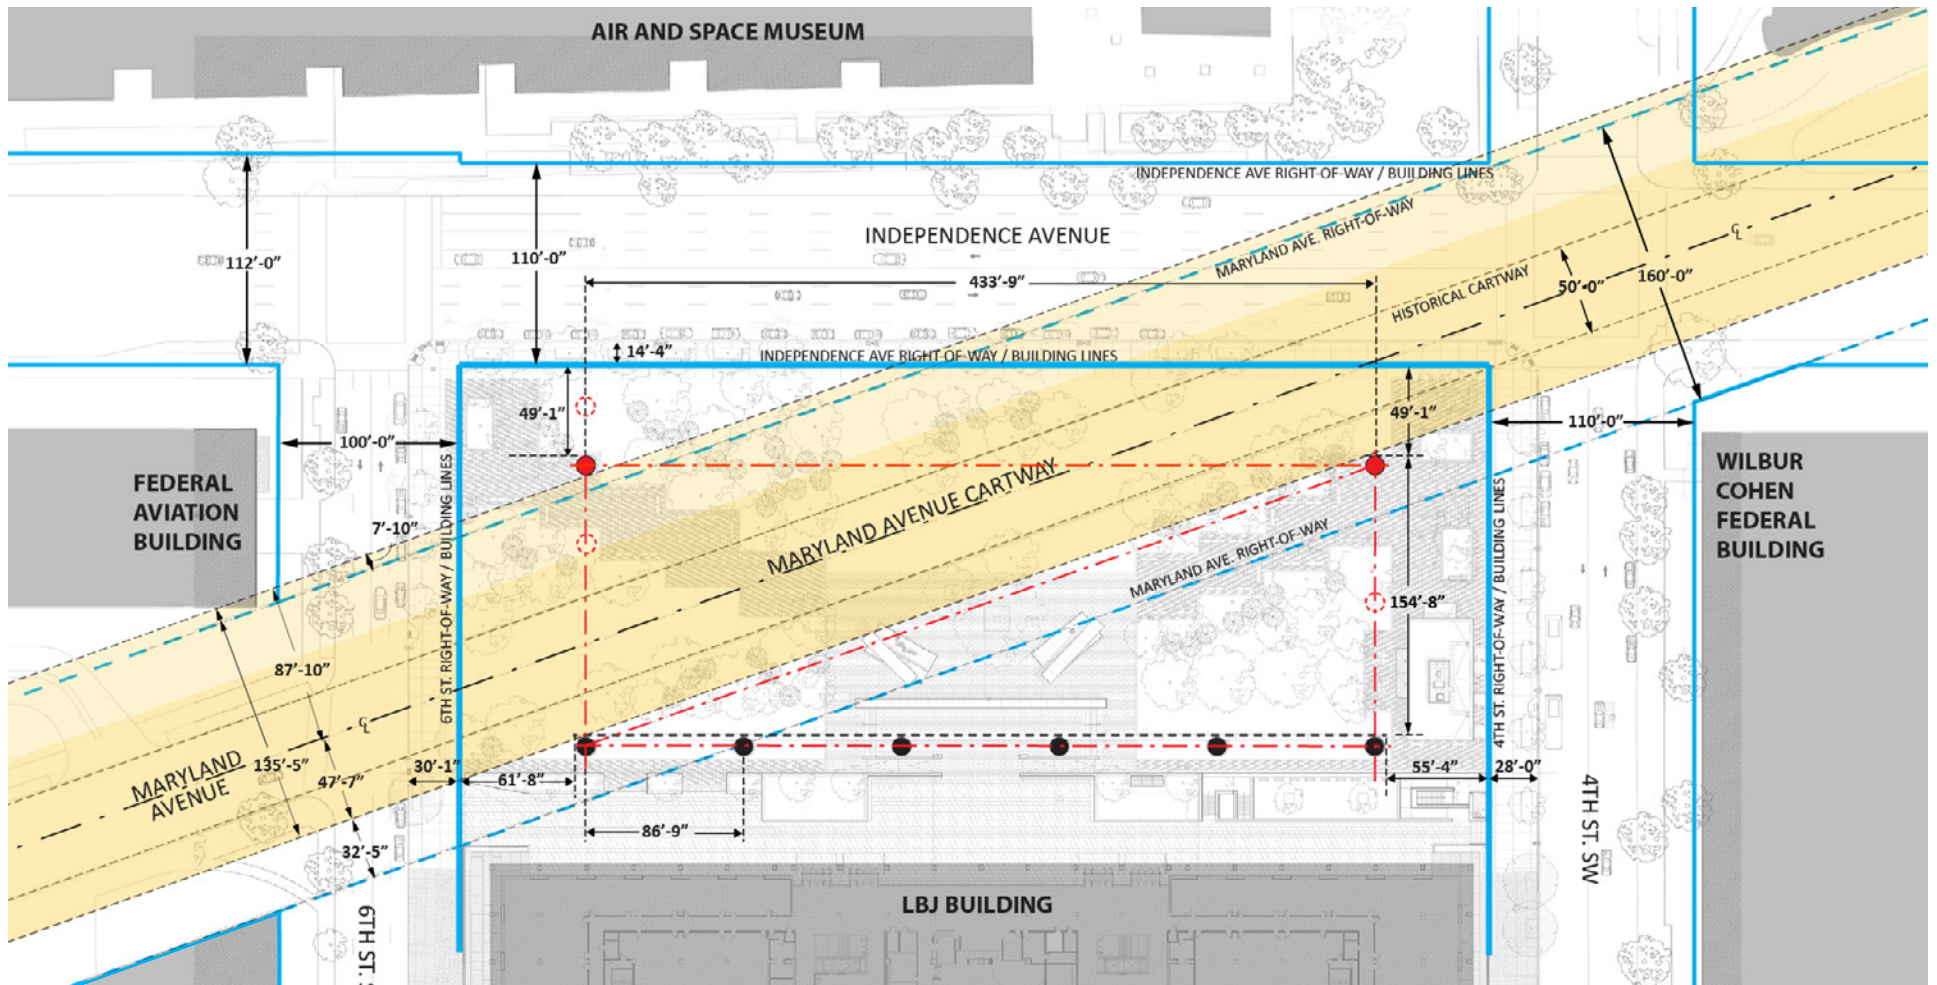 AIR AND SPACE MUSEUM
INDEPENDENCE AVE RIGHT-OF-WAY / BUILDING LINES
MARYLAND AVE. RIGHT-OF-WAY
INDEPENDENCE AVENUE
112'-0"
110'-0"
433'-9"
HISTORICAL CARTWAY
50'-0"
160'-0"
CL
14'-4"
INDEPENDENCE AVE RIGHT-OF-WAY / BUILDING LINES
49'-1"
49'-1"
100'-0"
110'-0"
FEDERAL
AVIATION
BUILDING
WILBUR
COHEN
FEDERAL
BUILDING
7'-10"
6TH ST. RIGHT-OF-WAY / BUILDING LINES
MARYLAND AVENUE CARTWAY
MARYLAND AVE. RIGHT-OF-WAY
4TH ST. RIGHT-OF-WAY / BUILDING LINES
154'-8"
87'-10"
CL
MARYLAND
AVENUE
135'-5"
47'-7"
30'-1"
61'-8"
55'-4"
28'-0"
86'-9"
32'-5"
4TH ST. SW
LBJ BUILDING
6TH ST.